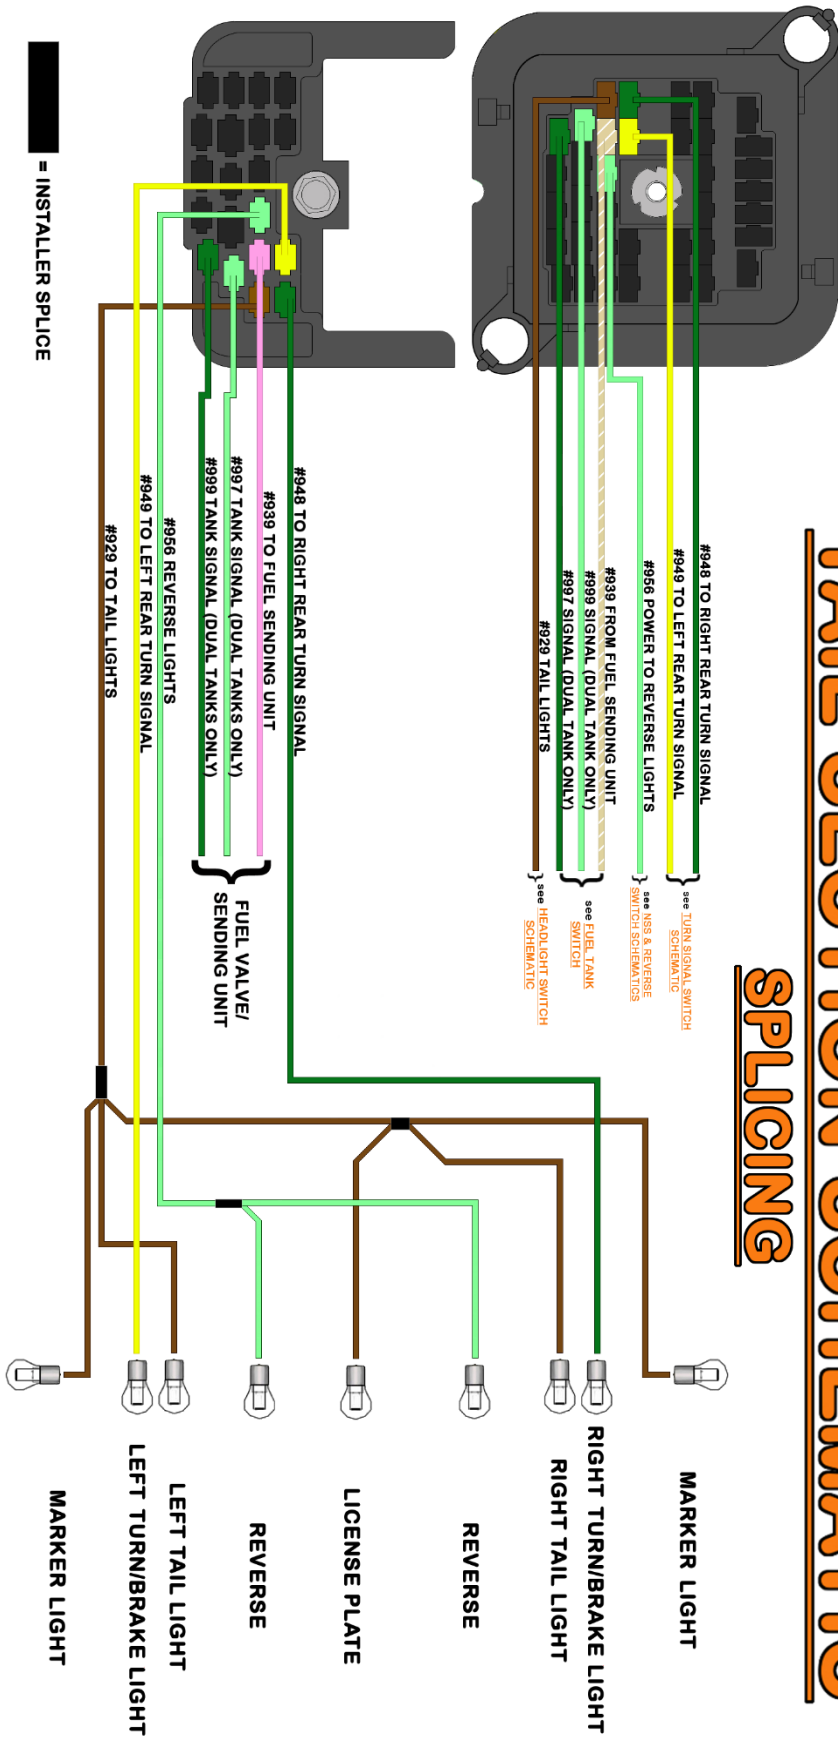 TAIL SECTION SCHEMATIC
SPLICING
#948 TO RIGHT REAR TURN SIGNAL
#949 TO LEFT REAR TURN SIGNAL
see TURN SIGNAL SWITCH
SCHEMATIC
#956 POWER TO REVERSE LIGHTS
see NSS & REVERSE
SWITCH SCHEMATICS
#939 FROM FUEL SENDING UNIT
#999 SIGNAL (DUAL TANK ONLY)
#997 SIGNAL (DUAL TANK ONLY)
see FUEL TANK
SWITCH
#929 TAIL LIGHTS
see HEADLIGHT SWITCH
SCHEMATIC
#948 TO RIGHT REAR TURN SIGNAL
#939 TO FUEL SENDING UNIT
#997 TANK SIGNAL (DUAL TANKS ONLY)
#999 TANK SIGNAL (DUAL TANKS ONLY)
FUEL VALVE/
SENDING UNIT
#956 REVERSE LIGHTS
#949 TO LEFT REAR TURN SIGNAL
#929 TO TAIL LIGHTS
MARKER LIGHT
RIGHT TURN/BRAKE LIGHT
RIGHT TAIL LIGHT
REVERSE
LICENSE PLATE
REVERSE
LEFT TAIL LIGHT
LEFT TURN/BRAKE LIGHT
MARKER LIGHT
= INSTALLER SPLICE